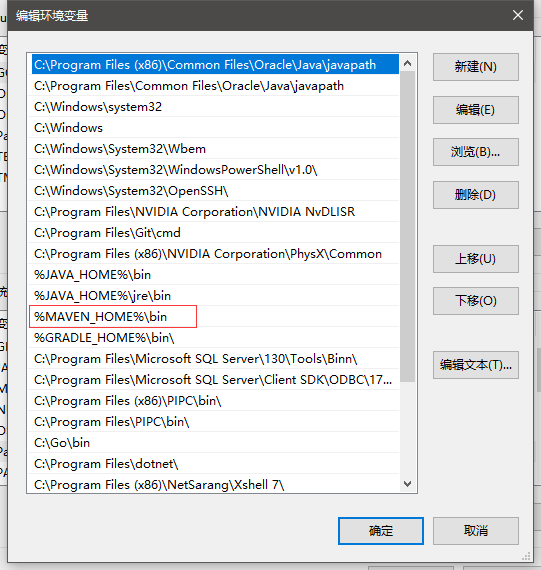 编辑环境变量
C:\Program Files (x86)\Common Files\Oracle\Java\javapath
C:\Program Files\Common Files\Oracle\Java\javapath
C:\Windows\system32
C:\Windows
C:\Windows\System32\Wbem
C:\Windows\System32\WindowsPowerShell\v1.0\
C:\Windows\System32\OpenSSH\
C:\Program Files\NVIDIA Corporation\NVIDIA NvDLISR
C:\Program Files\Git\cmd
C:\Program Files (x86)\NVIDIA Corporation\PhysX\Common
%JAVA_HOME%\bin
%JAVA_HOME%\jre\bin
%MAVEN_HOME%\bin
%GRADLE_HOME%\bin\
C:\Program Files\Microsoft SQL Server\130\Tools\Binn\
C:\Program Files\Microsoft SQL Server\Client SDK\ODBC\17...
C:\Program Files (x86)\PIPC\bin\
C:\Program Files\PIPC\bin\
C:\Go\bin
C:\Program Files\dotnet\
C:\Program Files (x86)\NetSarang\Xshell 7\
新建(N)
编辑(E)
浏览(B)...
删除(D)
上移(U)
下移(O)
编辑文本(T)...
确定
取消